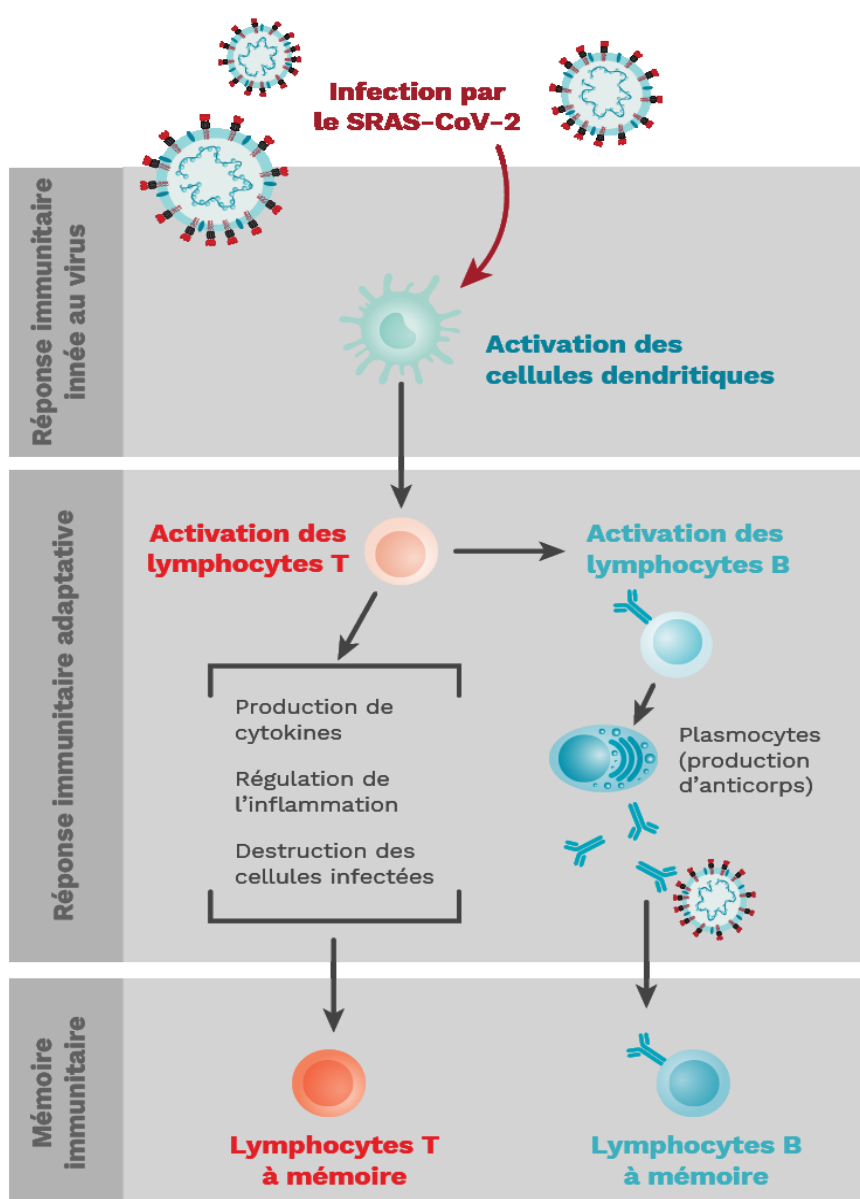 Infection par
le SRAS-CoV-2
Réponse immunitaire
innée au virus
Activation des
cellules dendritiques
Réponse immunitaire adaptative
Activation des
lymphocytes T
Activation des
lymphocytes B
Production de
cytokines
Régulation de
l’inflammation
Destruction des
cellules infectées
Plasmocytes
(production
d’anticorps)
Mémoire
immunitaire
Lymphocytes T
à mémoire
Lymphocytes B
à mémoire